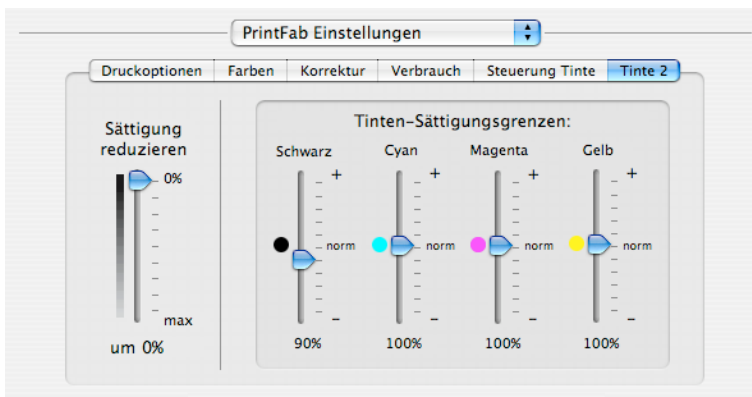 PrintFab Einstellungen
Druckoptionen Farben Korrektur Verbrauch Steuerung Tinte Tinte 2
Sättigung
reduzieren
0%
max
um 0%
Tinten-Sättigungsgrenzen:
Schwarz Cyan Magenta Gelb
+ + + +
norm norm norm norm
- - - -
90% 100% 100% 100%